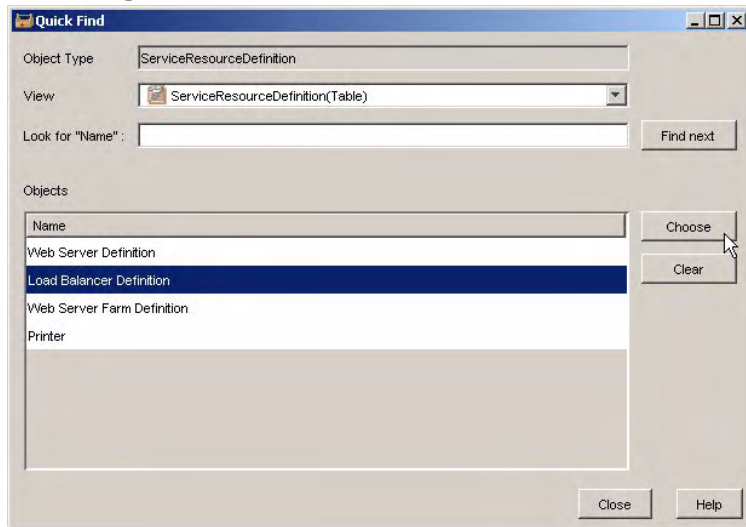 Quick Find
Object Type ServiceResourceDefinition
View ServiceResourceDefinition(Table)
Look for "Name" : Find next
Objects
Name
Choose
Web Server Definition
Clear
Load Balancer Definition
Web Server Farm Definition
Printer
Close Help